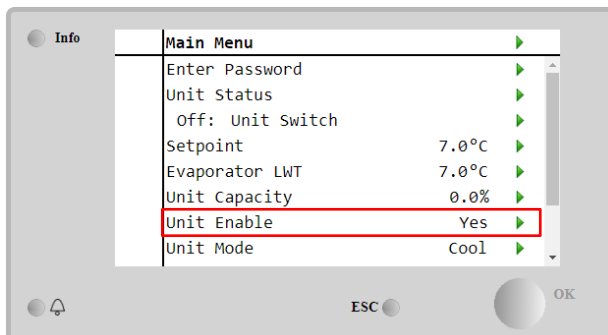 Info
Main Menu
Enter Password
Unit Status
Off: Unit Switch
Setpoint 7.0°C
Evaporator LWT 7.0°C
Unit Capacity 0.0%
Unit Enable Yes
Unit Mode Cool
ESC
OK